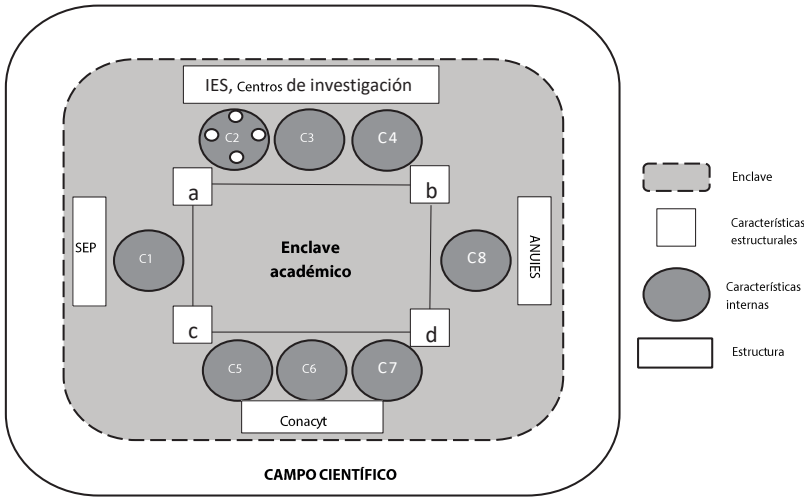 IES, Centros de investigación
C2
C3
C4
a
b
SEP
C1
Enclave
académico
C8
ANUIES
c
d
C5
C6
C7
Conacyt
CAMPO CIENTÍFICO
Enclave
Características
estructurales
Características
internas
Estructura